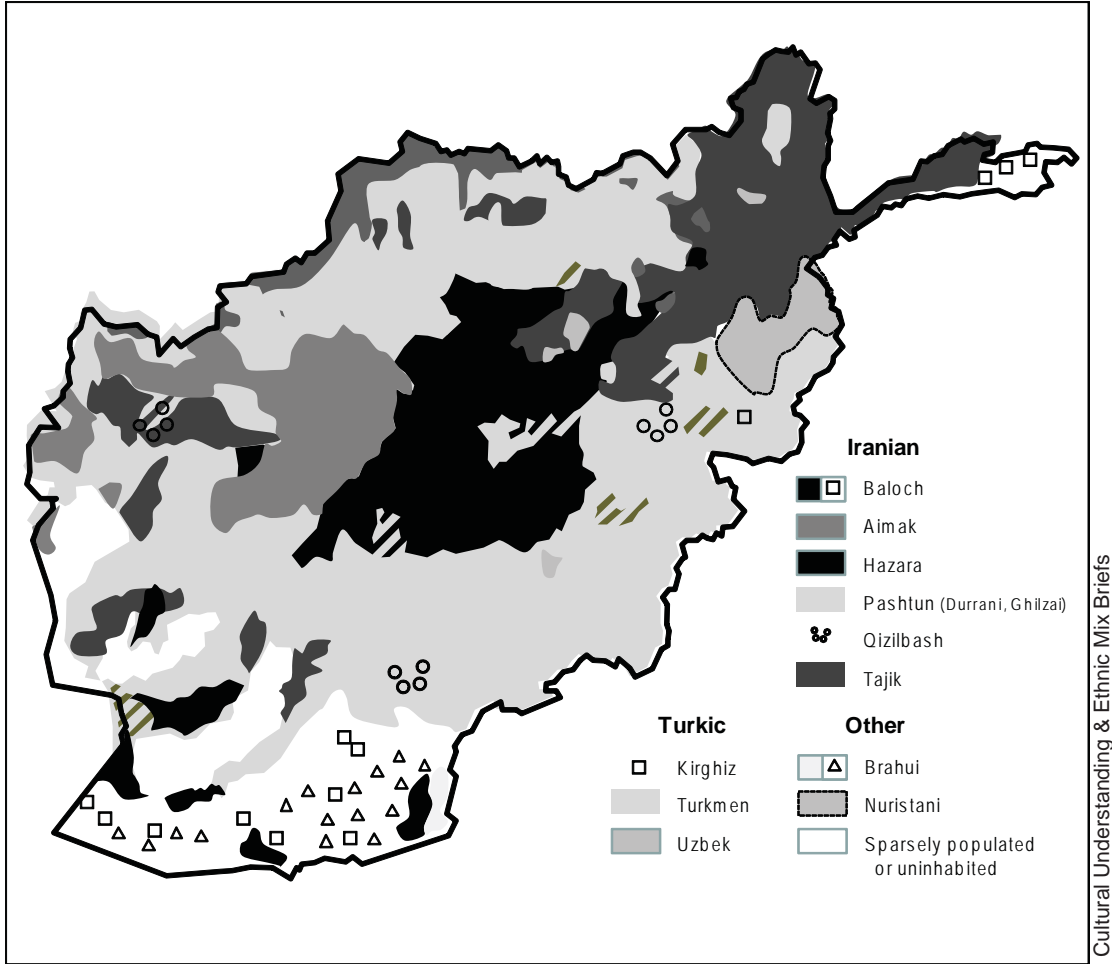 Iranian
Baloch
Aimak
Hazara
Pashtun (Durrani, Ghilzai)
Qizilbash
Tajik
Turkic
Kirghiz
Turkmen
Uzbek
Other
Brahui
Nuristani
Sparsely populated
or uninhabited
Cultural Understanding & Ethnic Mix Briefs